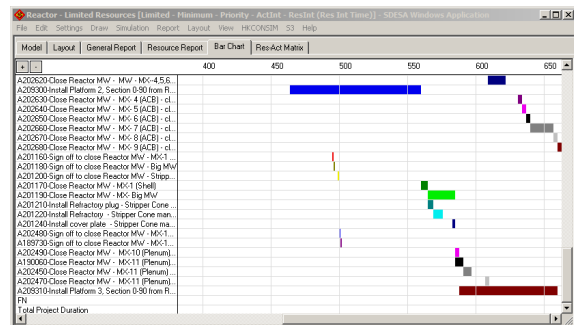 Reactor - Limited Resources [Limited - Minimum - Priority - ActInt - ResInt (Res Int Time)] - SDESA Windows Application
File Edit Settings Draw Simulation Report Layout View HKCONSIM S3 Help
Model Layout General Report Resource Report Bar Chart Res-Act Matrix
+ - 400 450 500 550 600 650
A202620-Close Reactor MW - MW - MX-4,5,6...
A209300-Install Platform 2, Section 0-90 from R...
A202630-Close Reactor MW - MX- 4 (ACB) - cl...
A202640-Close Reactor MW - MX- 5 (ACB) - cl...
A202650-Close Reactor MW - MX- 6 (ACB) - cl...
A202660-Close Reactor MW - MX- 7 (ACB) - cl...
A202670-Close Reactor MW - MX- 8 (ACB) - cl...
A202680-Close Reactor MW - MX- 9 (ACB) - cl...
A201160-Sign off to close Reactor MW - MX-1 ...
A201180-Sign off to close Reactor MW - Big MW
A201200-Sign off to close Reactor MW - Stripp...
A201170-Close Reactor MW - MX-1 (Shell)
A201190-Close Reactor MW - MX- Big MW
A201210-Install Refractory plug - Stripper Cone ...
A201220-Install Refractory - Stripper Cone man...
A201240-Install cover plate - Stripper Cone ma...
A202480-Sign off to close Reactor MW - MX-1...
A189730-Sign off to close Reactor MW - MX-1...
A202490-Close Reactor MW - MX-10 (Plenum)...
A190060-Close Reactor MW - MX-11 (Plenum)...
A202450-Close Reactor MW -MX-11 (Plenum) ...
A202470-Close Reactor MW - MX-11 (Plenum)...
A209310-Install Platform 3, Section 0-90 from R...
FN
Total Project Duration